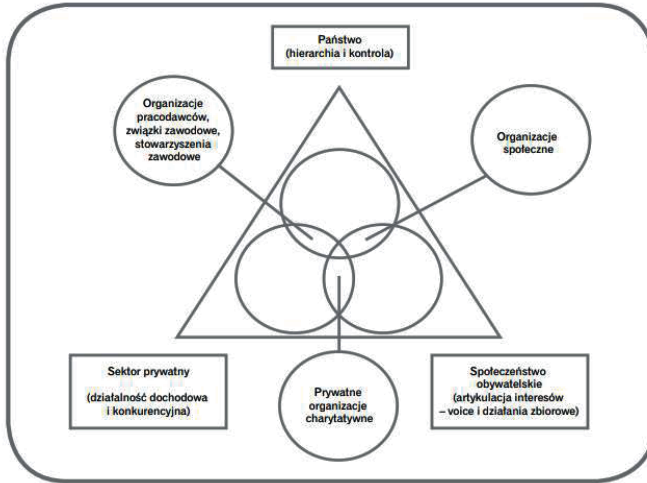 Państwo
(hierarchia i kontrola)
Organizacje
pracodawców,
związki zawodowe,
stowarzyszenia
zawodowe
Organizacje
społeczne
Sektor prywatny
(działalność dochodowa
i konkurencyjna)
Prywatne
organizacje
charytatywne
Społeczeństwo
obywatelskie
(artykulacja interesów
– voice i działania zbiorowe)